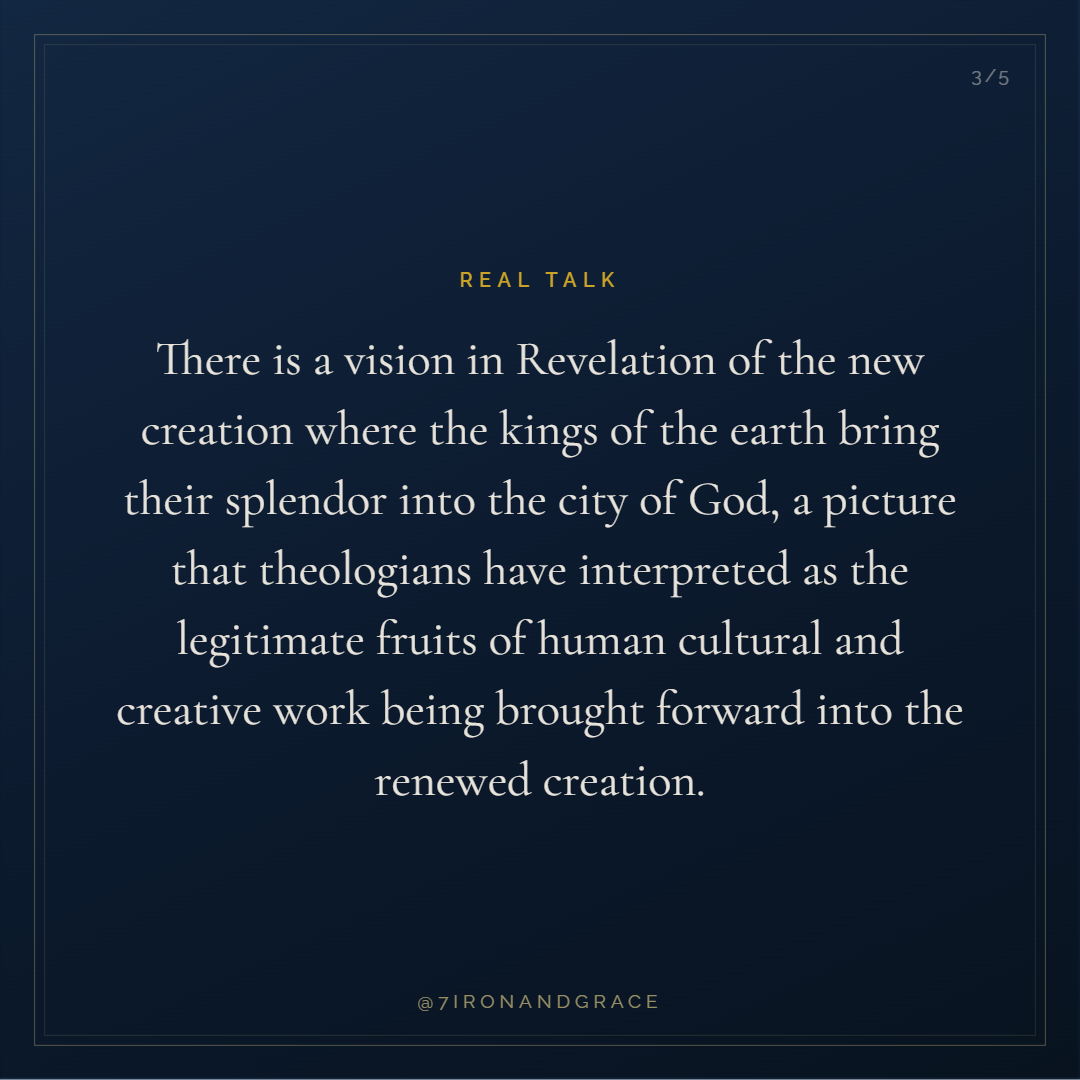 3/5
REAL TALK
There is a vision in Revelation of the new
creation where the kings of the earth bring
their splendor into the city of God, a picture
that theologians have interpreted as the
legitimate fruits of human cultural and
creative work being brought forward into the
renewed creation.
@7IRONANDGRACE